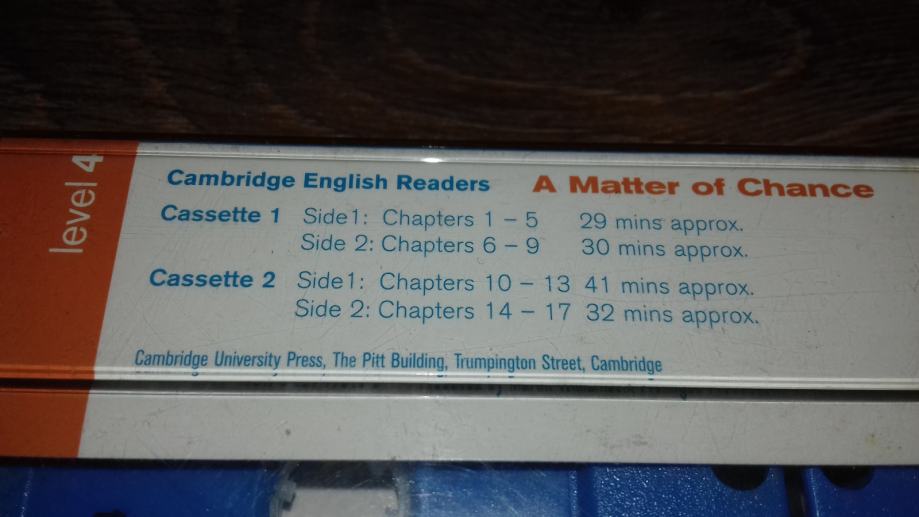 level 4
Cambridge English Readers A Matter of Chance
Cassette 1 Side1: Chapters 1 – 5 29 mins approx.
Side 2: Chapters 6 – 9 30 mins approx.
Cassette 2 Side1: Chapters 10 – 13 41 mins approx.
Side 2: Chapters 14 – 17 32 mins approx.
Cambridge University Press, The Pitt Building, Trumpington Street, Cambridge